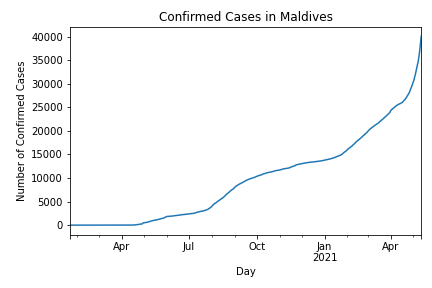 Confirmed Cases in Maldives
40000
35000
30000
25000
20000
15000
10000
5000
0
Number of Confirmed Cases
Apr
Jul
Oct
Jan
2021
Apr
Day